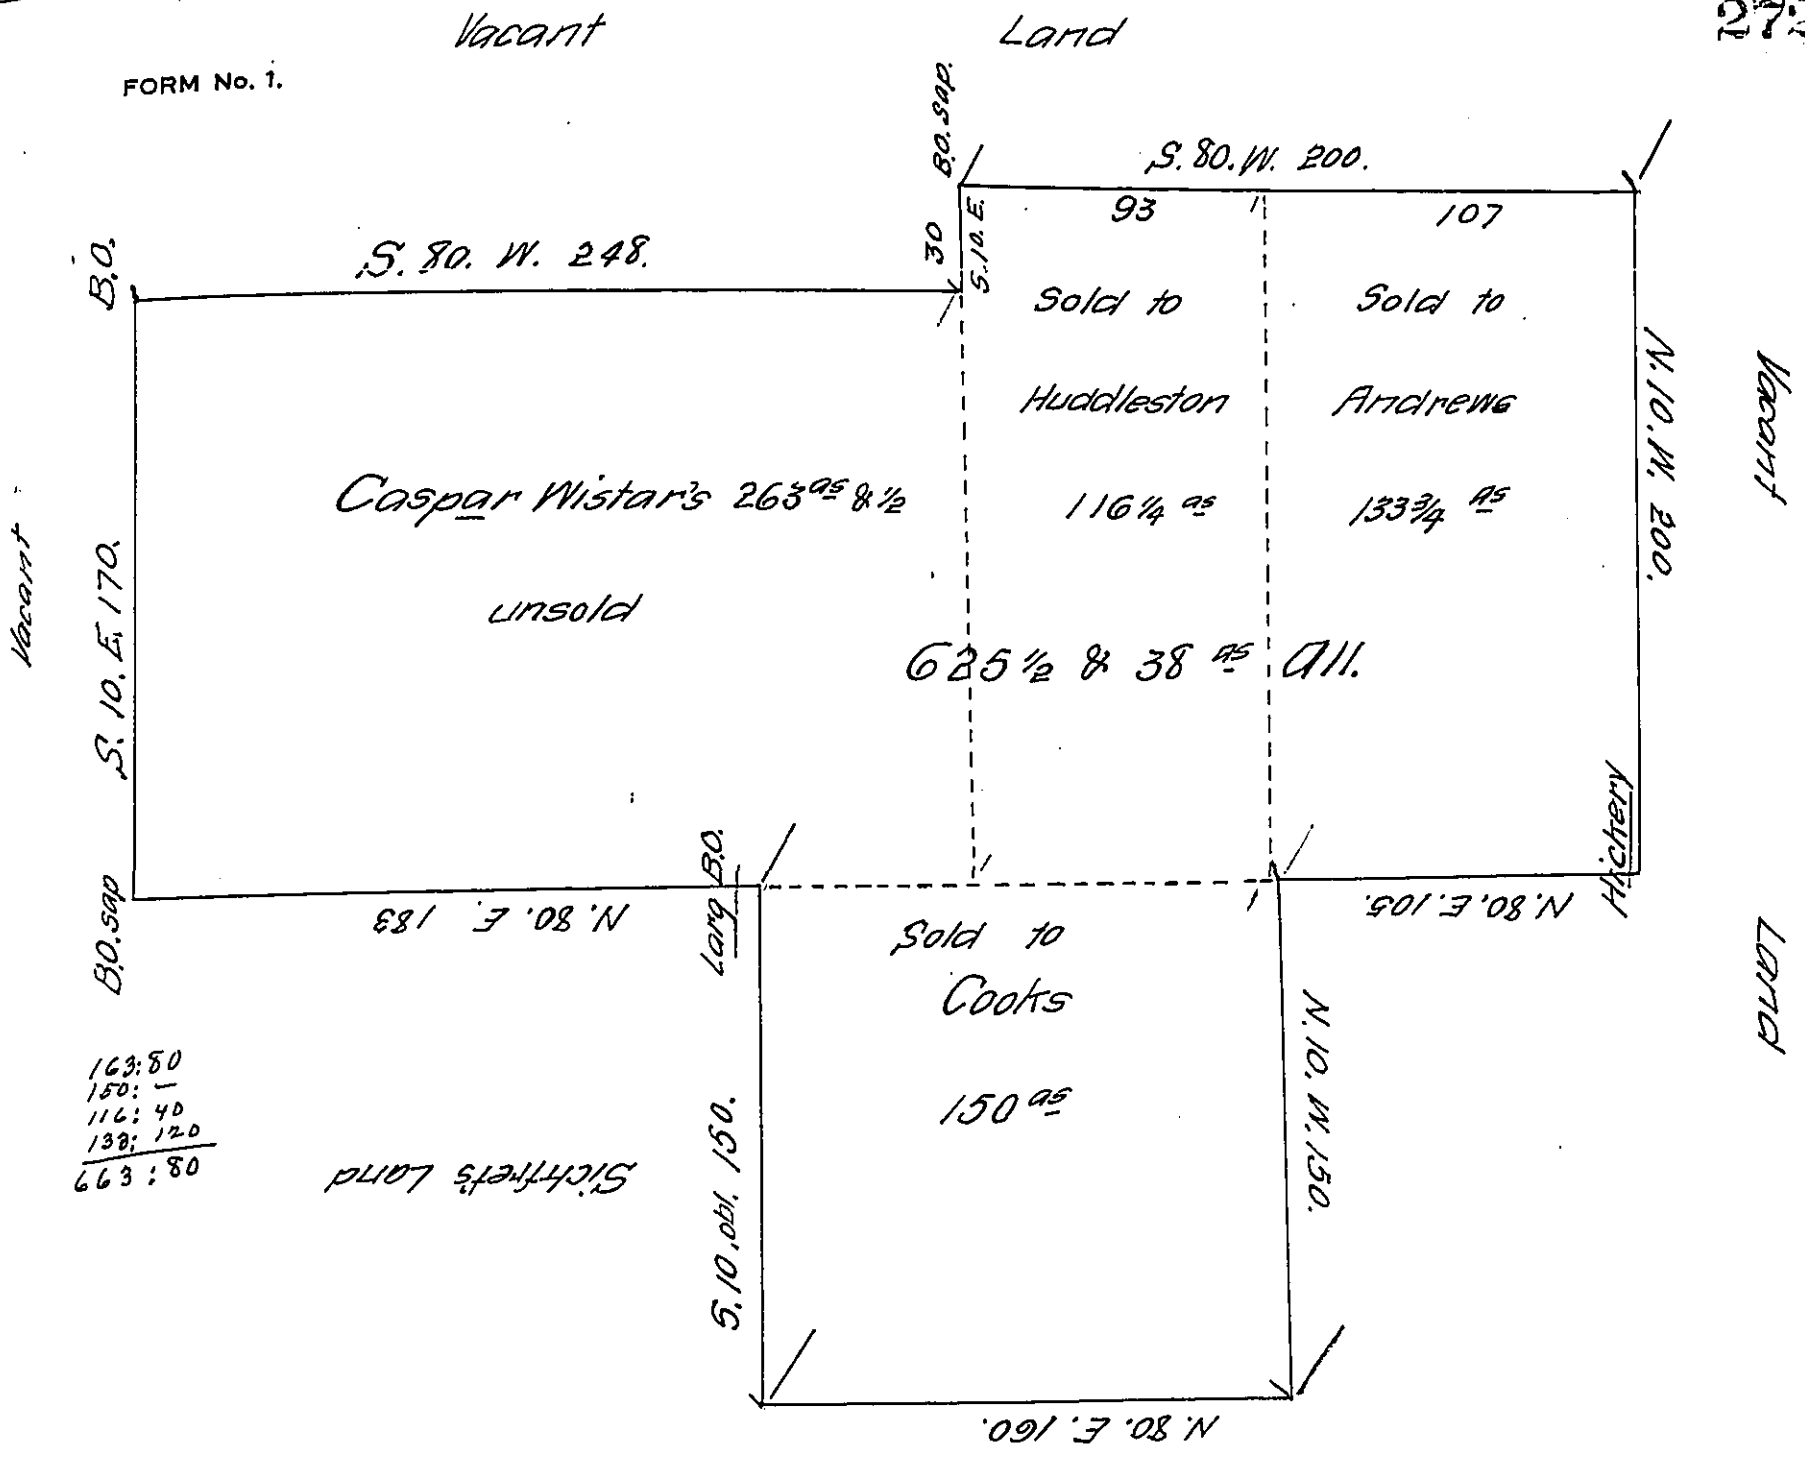 Vacant Land
FORM No. 1.
B.O. sap.
S. 80. W. 200.
93
107
30
S. 10. E.
B.O.
S. 80. W. 248.
Sold to
Huddleston
116 1/4 as
Sold to
Andrews
133 3/4 as
N. 10. W. 200.
Vacant
Land
Caspar Wistar's 263 as & 1/2
unsold
Vacant
S. 10. E. 170.
625 1/2 & 38 as all.
B.O. sap
N. 80. E. 183
Larg B.O.
N. 80. E. 105.
Hickery
Sold to
Cooks
150 as
N. 10. W. 150.
S. 10. 150.
Sichfret's Land
N. 80. E. 160.
163:80
150: —
116: 40
133: 120
663:80